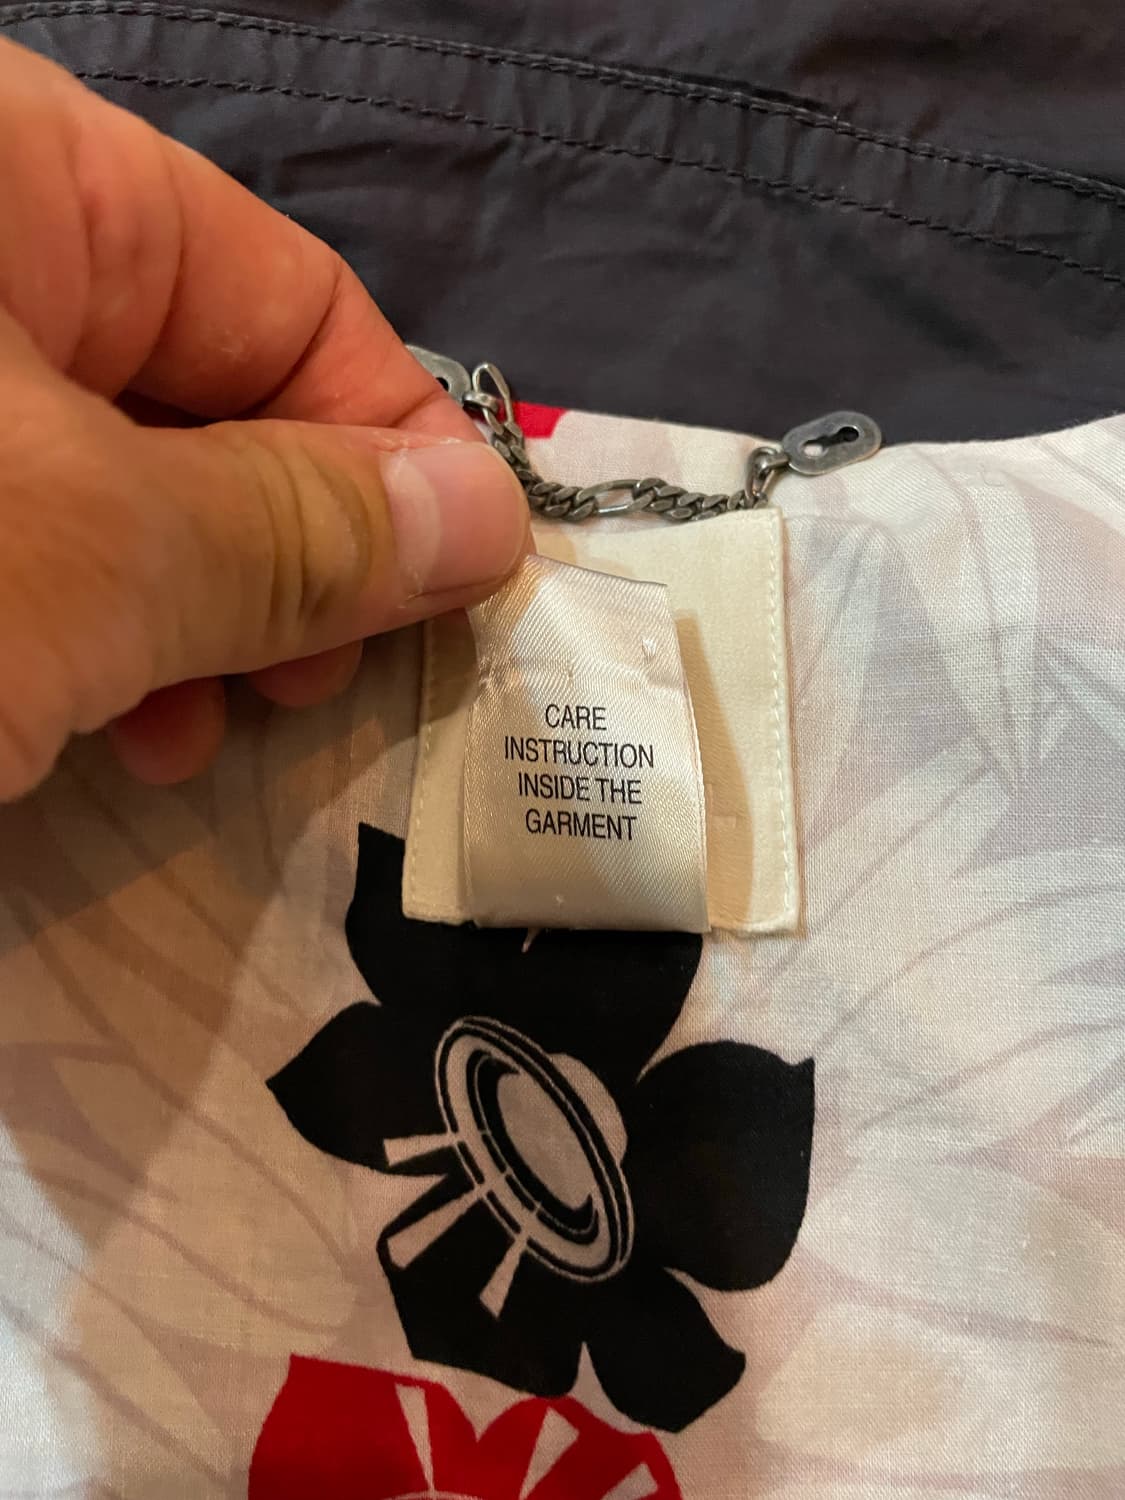 CARE
INSTRUCTION
INSIDE THE
GARMENT